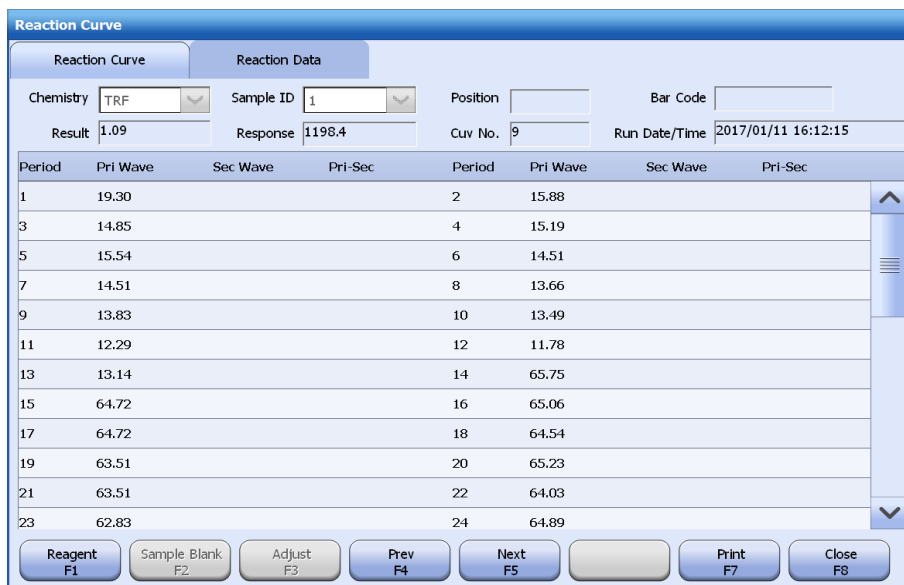 Reaction Curve
Reaction Curve Reaction Data
Chemistry TRF Sample ID 1 Position Bar Code
Result 1.09 Response 1198.4 Cuv No. 9 Run Date/Time 2017/01/11 16:12:15
Period Pri Wave Sec Wave Pri-Sec Period Pri Wave Sec Wave Pri-Sec
1 19.30 2 15.88
3 14.85 4 15.19
5 15.54 6 14.51
7 14.51 8 13.66
9 13.83 10 13.49
11 12.29 12 11.78
13 13.14 14 65.75
15 64.72 16 65.06
17 64.72 18 64.54
19 63.51 20 65.23
21 63.51 22 64.03
23 62.83 24 64.89
Reagent Sample Blank Adjust Prev Next Print Close
F1 F2 F3 F4 F5 F7 F8